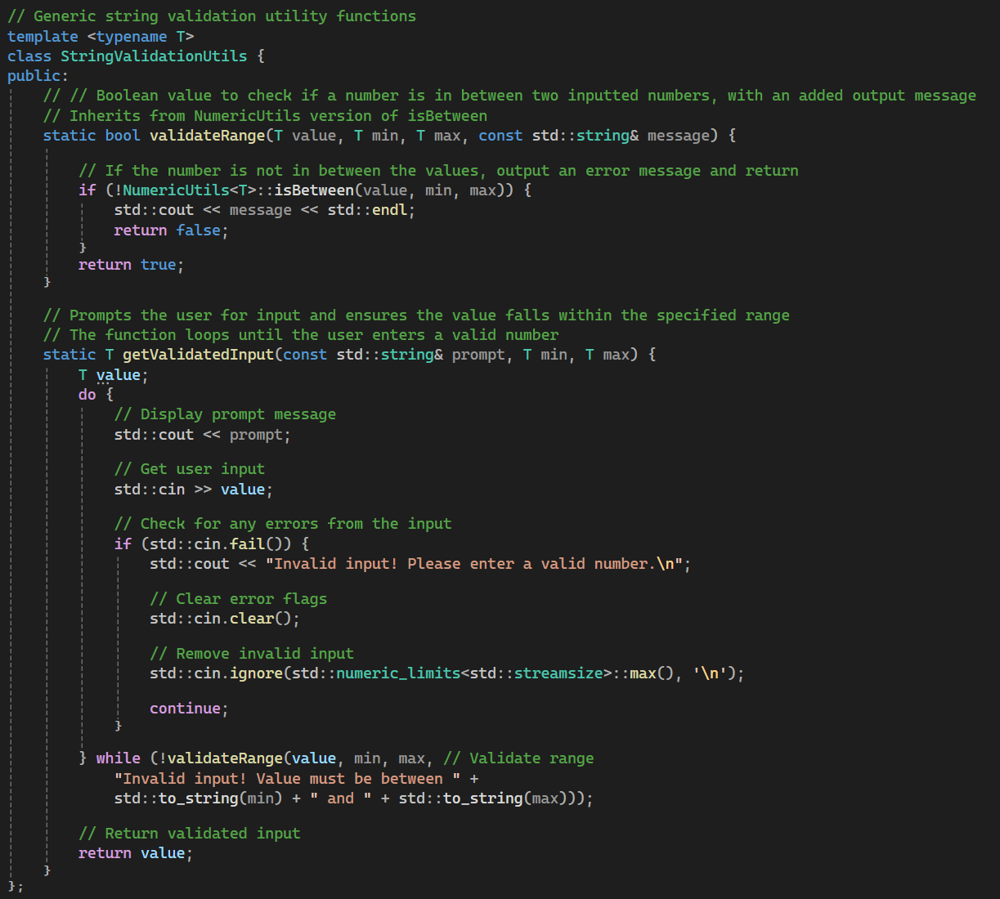 // Generic string validation utility functions
template <typename T>
class StringValidationUtils {
public:
    // // Boolean value to check if a number is in between two inputted numbers, with an added output message
    // Inherits from NumericUtils version of isBetween
    static bool validateRange(T value, T min, T max, const std::string& message) {

        // If the number is not in between the values, output an error message and return
        if (!NumericUtils<T>::isBetween(value, min, max)) {
            std::cout << message << std::endl;
            return false;
        }
        return true;
    }

    // Prompts the user for input and ensures the value falls within the specified range
    // The function loops until the user enters a valid number
    static T getValidatedInput(const std::string& prompt, T min, T max) {
        T value;
        do {
            // Display prompt message
            std::cout << prompt;

            // Get user input
            std::cin >> value;

            // Check for any errors from the input
            if (std::cin.fail()) {
                std::cout << "Invalid input! Please enter a valid number.\n";

                // Clear error flags
                std::cin.clear();

                // Remove invalid input
                std::cin.ignore(std::numeric_limits<std::streamsize>::max(), '\n');

                continue;
            }

        } while (!validateRange(value, min, max, // Validate range
            "Invalid input! Value must be between " +
            std::to_string(min) + " and " + std::to_string(max)));

        // Return validated input
        return value;
    }
};